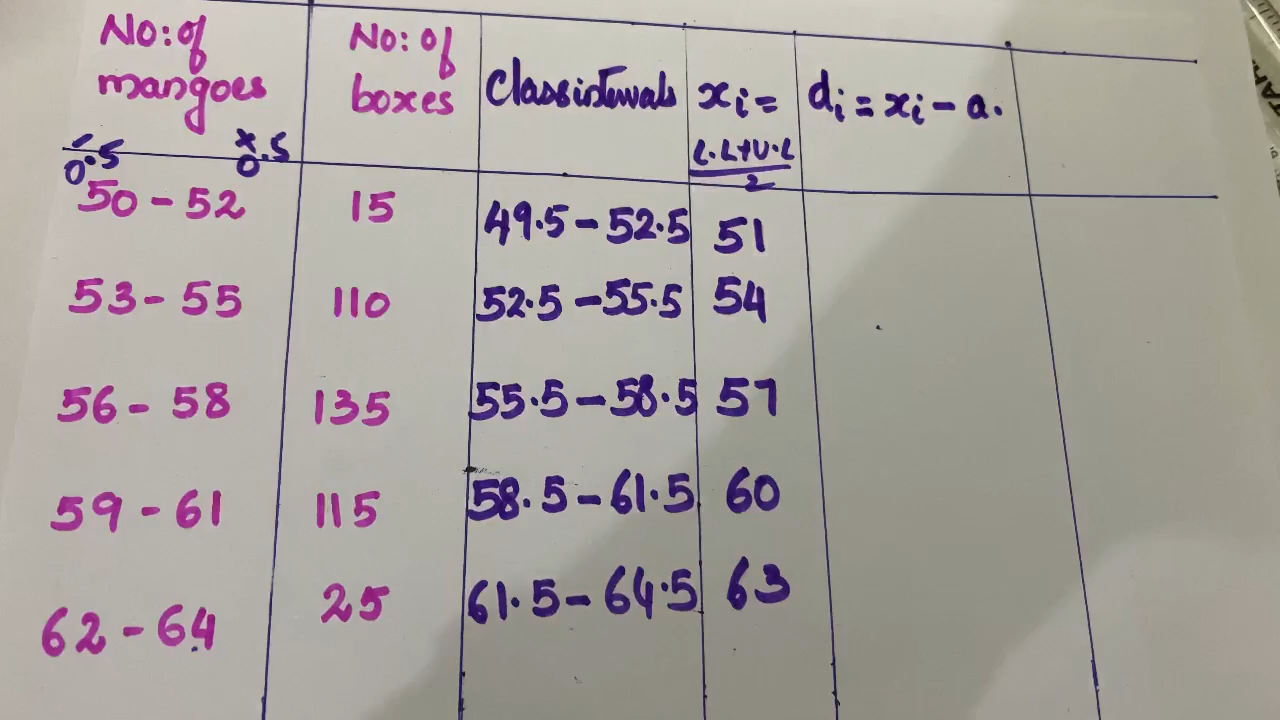 No: of mangoes
No: of boxes
Class intervals
xi = L.L+U.L/2
di = xi - a.
-0.5
+0.5
50 - 52 15 49.5 - 52.5 51
53 - 55 110 52.5 - 55.5 54
56 - 58 135 55.5 - 58.5 57
59 - 61 115 58.5 - 61.5 60
62 - 64 25 61.5 - 64.5 63